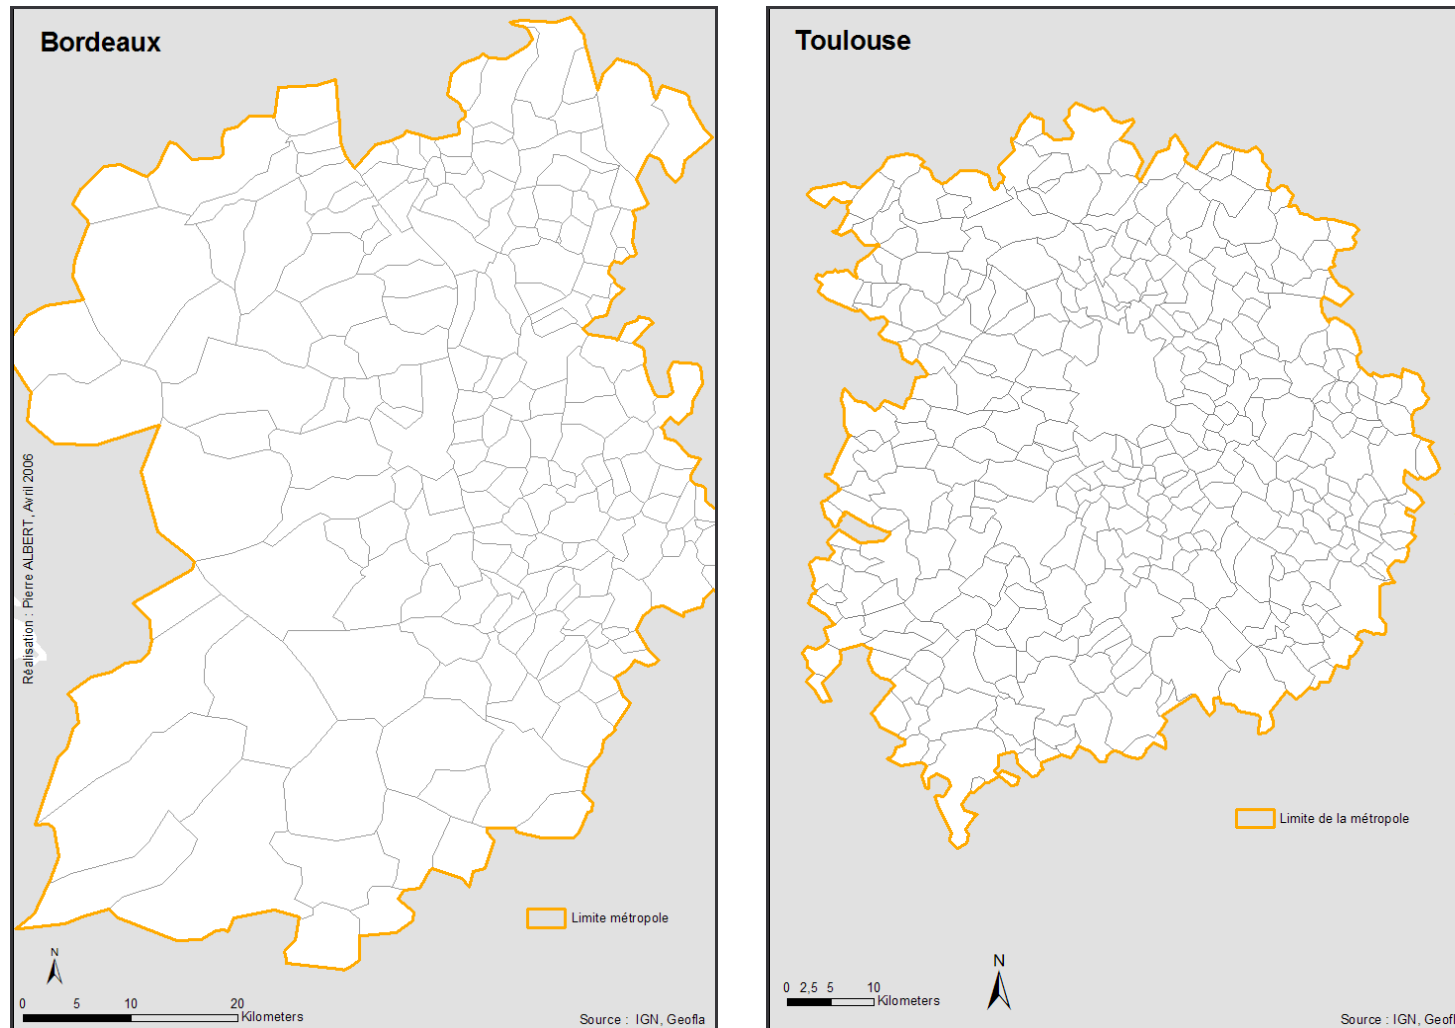 Bordeaux
Réalisation : Pierre ALBERT, Avril 2006
Limite métropole
N
0 5 10 20
Kilometers
Source : IGN, Geofla
Toulouse
Limite de la métropole
N
0 2,5 5 10
Kilometers
Source : IGN, Geofl